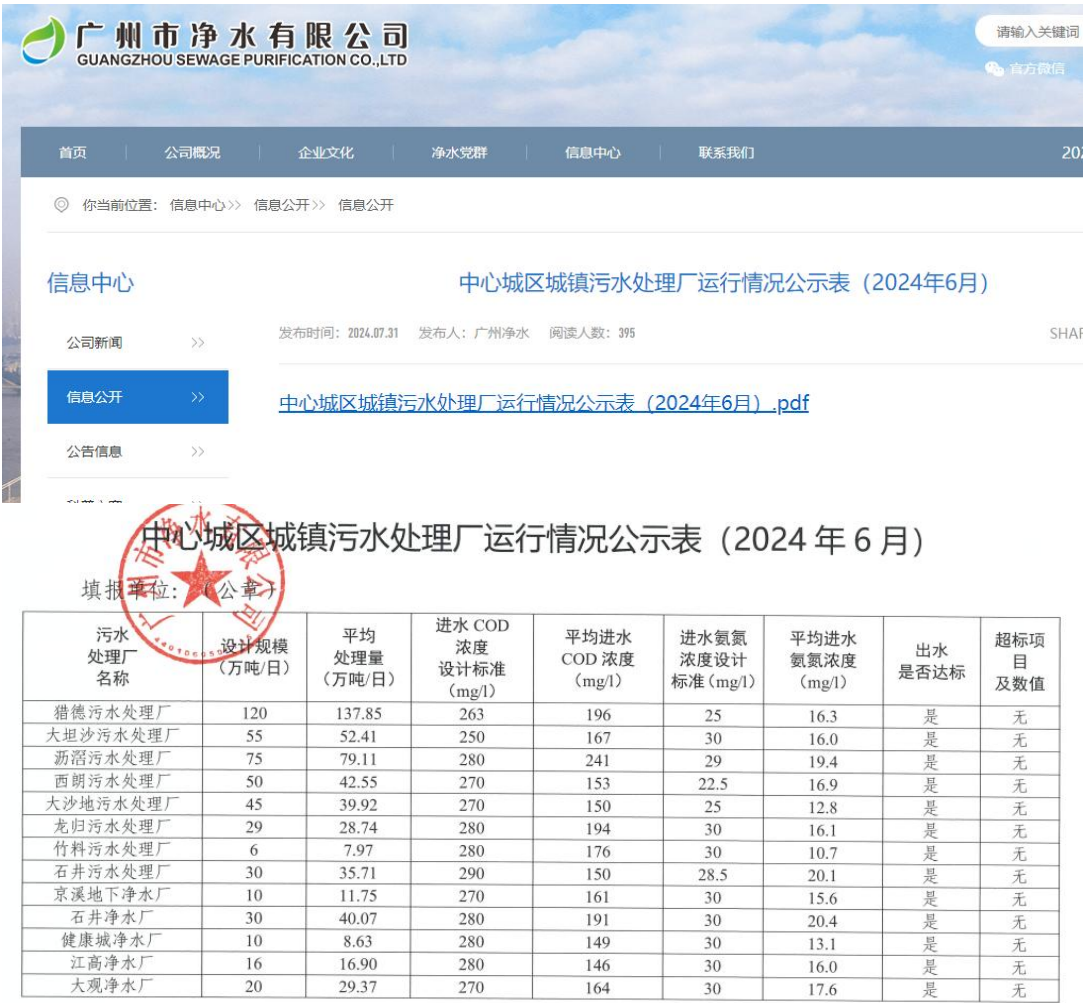 广州市净水有限公司
GUANGZHOU SEWAGE PURIFICATION CO.,LTD
请输入关键词
官方微信
首页 公司概况 企业文化 净水党群 信息中心 联系我们 202
你当前位置： 信息中心>> 信息公开>> 信息公开
信息中心
中心城区城镇污水处理厂运行情况公示表（2024年6月）
公司新闻 >>
发布时间：2024.07.31 发布人：广州净水 阅读人数：395
SHAR
信息公开 >>
中心城区城镇污水处理厂运行情况公示表（2024年6月）.pdf
公告信息 >>
中心城区城镇污水处理厂运行情况公示表（2024 年 6 月）
填报单位：（公章）
广州市净水有限公司
污水处理厂名称 设计规模（万吨/日） 平均处理量（万吨/日） 进水 COD 浓度设计标准（mg/l） 平均进水 COD 浓度（mg/l） 进水氨氮浓度设计标准（mg/l） 平均进水氨氮浓度（mg/l） 出水是否达标 超标项目及数值
猎德污水处理厂 120 137.85 263 196 25 16.3 是 无
大坦沙污水处理厂 55 52.41 250 167 30 16.0 是 无
沥滘污水处理厂 75 79.11 280 241 29 19.4 是 无
西朗污水处理厂 50 42.55 270 153 22.5 16.9 是 无
大沙地污水处理厂 45 39.92 270 150 25 12.8 是 无
龙归污水处理厂 29 28.74 280 194 30 16.1 是 无
竹料污水处理厂 6 7.97 280 176 30 10.7 是 无
石井污水处理厂 30 35.71 290 150 28.5 20.1 是 无
京溪地下净水厂 10 11.75 270 161 30 15.6 是 无
石井净水厂 30 40.07 280 191 30 20.4 是 无
健康城净水厂 10 8.63 280 149 30 13.1 是 无
江高净水厂 16 16.90 280 146 30 16.0 是 无
大观净水厂 20 29.37 270 164 30 17.6 是 无